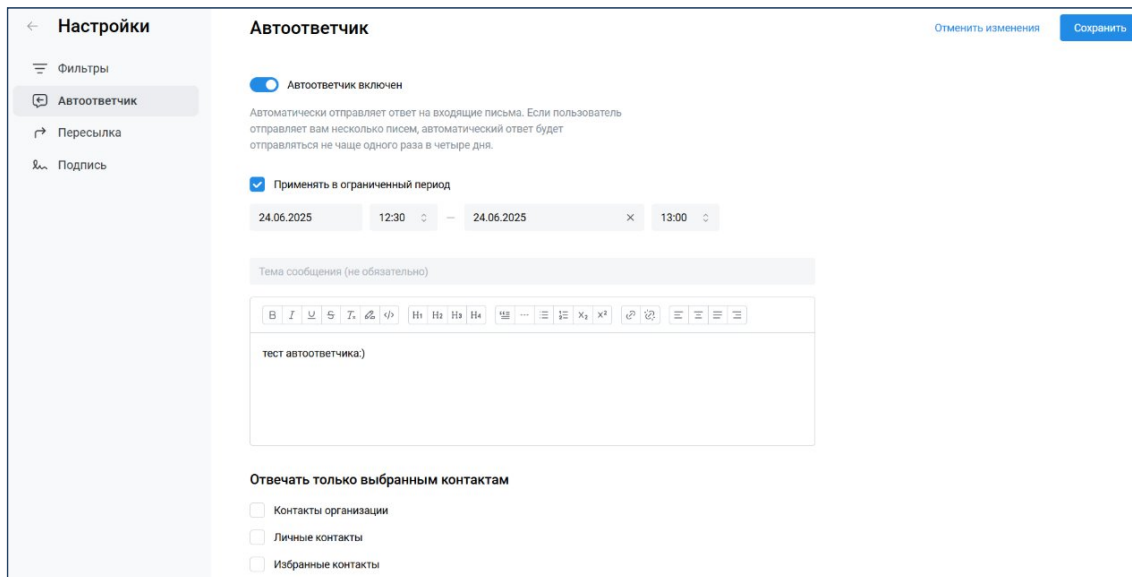 Настройки
Фильтры
Автоответчик
Пересылка
Подпись
Автоответчик
Отменить изменения
Сохранить
Автоответчик включен
Автоматически отправляет ответ на входящие письма. Если пользователь
отправляет вам несколько писем, автоматический ответ будет
отправляться не чаще одного раза в четыре дня.
Применять в ограниченный период
24.06.2025 12:30 — 24.06.2025 13:00
Тема сообщения (не обязательно)
B I U S Tₓ </> H1 H2 H3 H4 X₂ X²
тест автоответчика:)
Отвечать только выбранным контактам
Контакты организации
Личные контакты
Избранные контакты